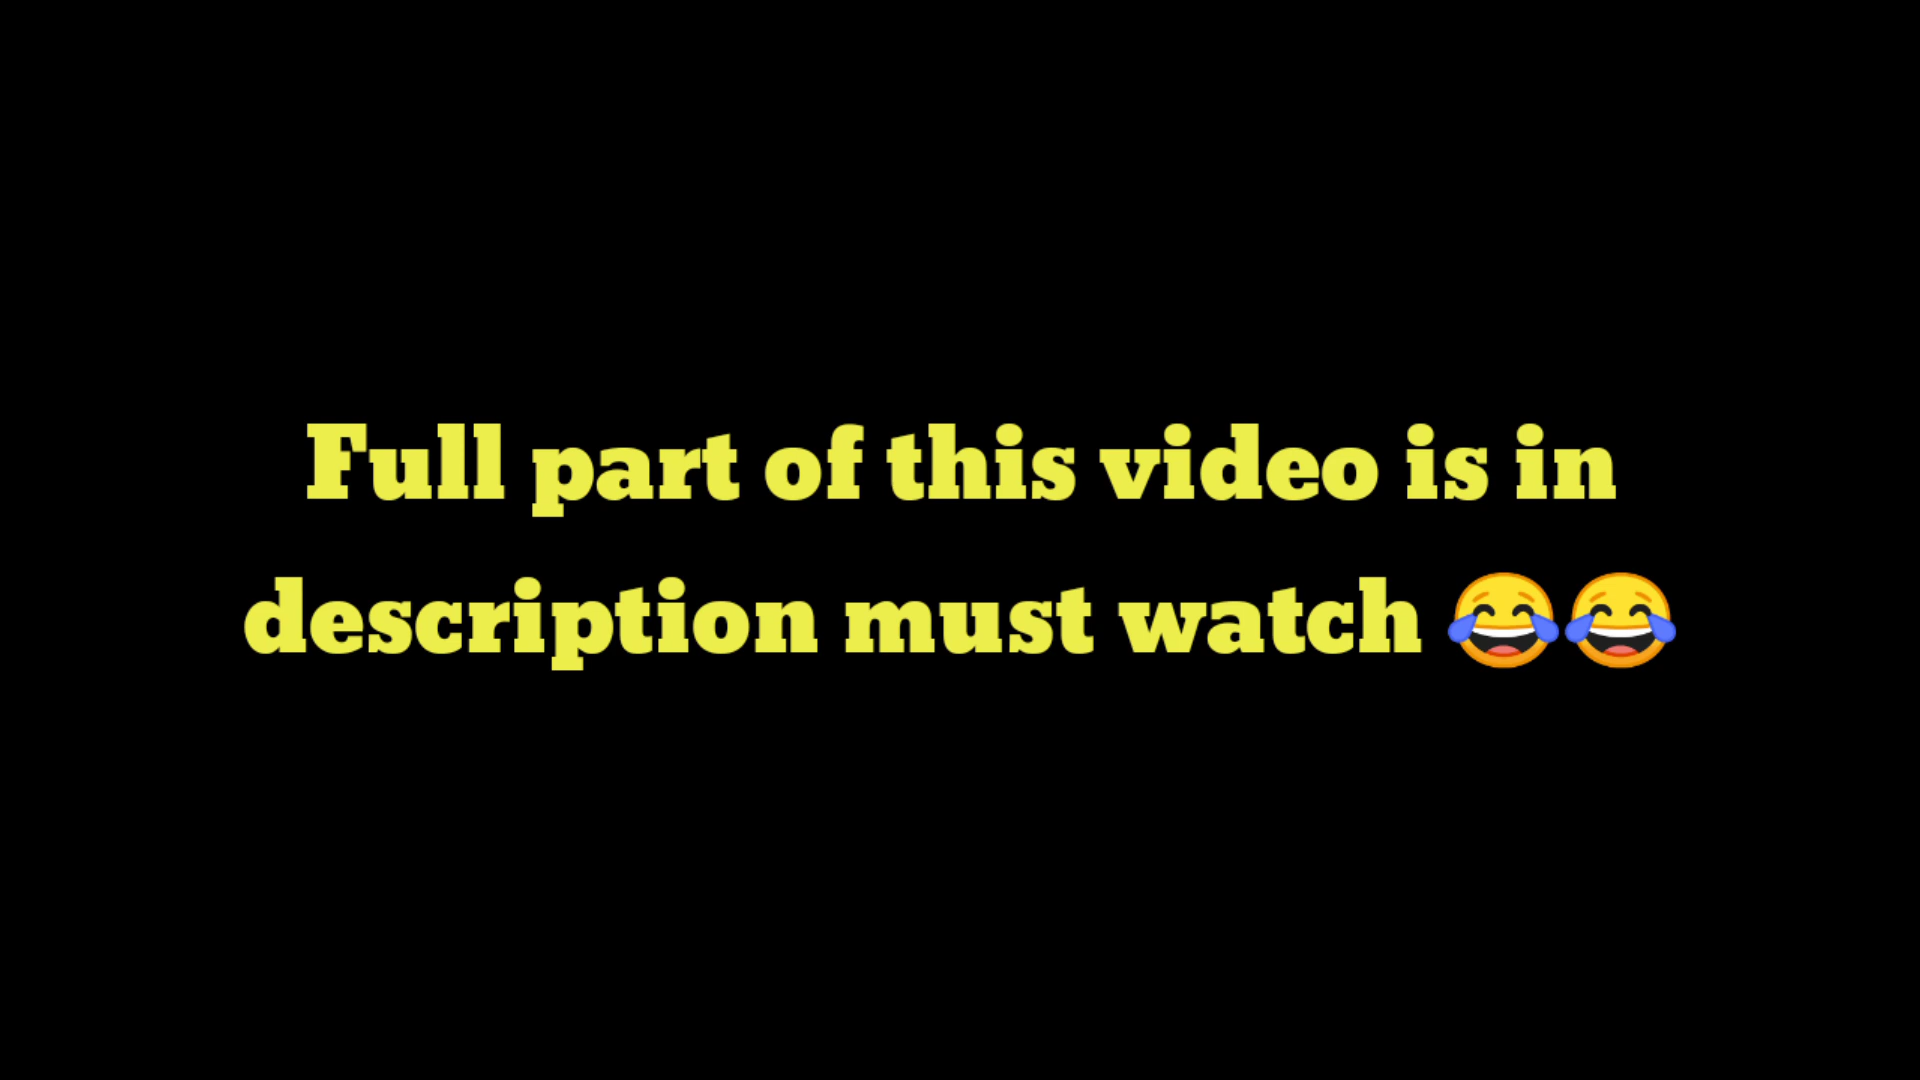 Full part of this video is in
description must watch 😂😂